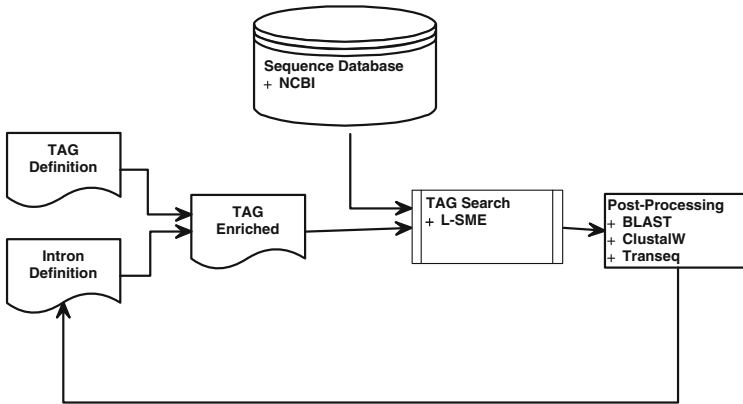 Sequence Database
+ NCBI
TAG
Definition
TAG
Enriched
Intron
Definition
TAG Search
+ L-SME
Post-Processing
+ BLAST
+ ClustalW
+ Transeq